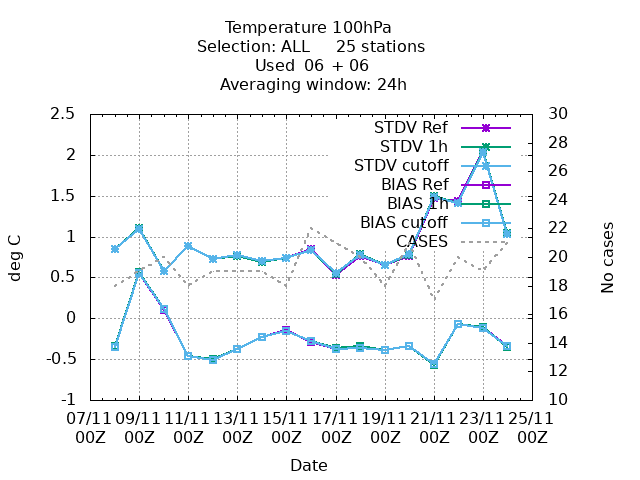 Temperature 100hPa
Selection: ALL 25 stations
Used 06 + 06
Averaging window: 24h
2.5 30
STDV Ref
28
STDV 1h
2
STDV cutoff
26
BIAS Ref
1.5 24
BIAS 1h
BIAS cutoff
22
1
CASES
20
0.5
18
0 16
14
-0.5
12
-1 10
deg C
No cases
07/11 09/11 11/11 13/11 15/11 17/11 19/11 21/11 23/11 25/11
00Z 00Z 00Z 00Z 00Z 00Z 00Z 00Z 00Z 00Z
Date